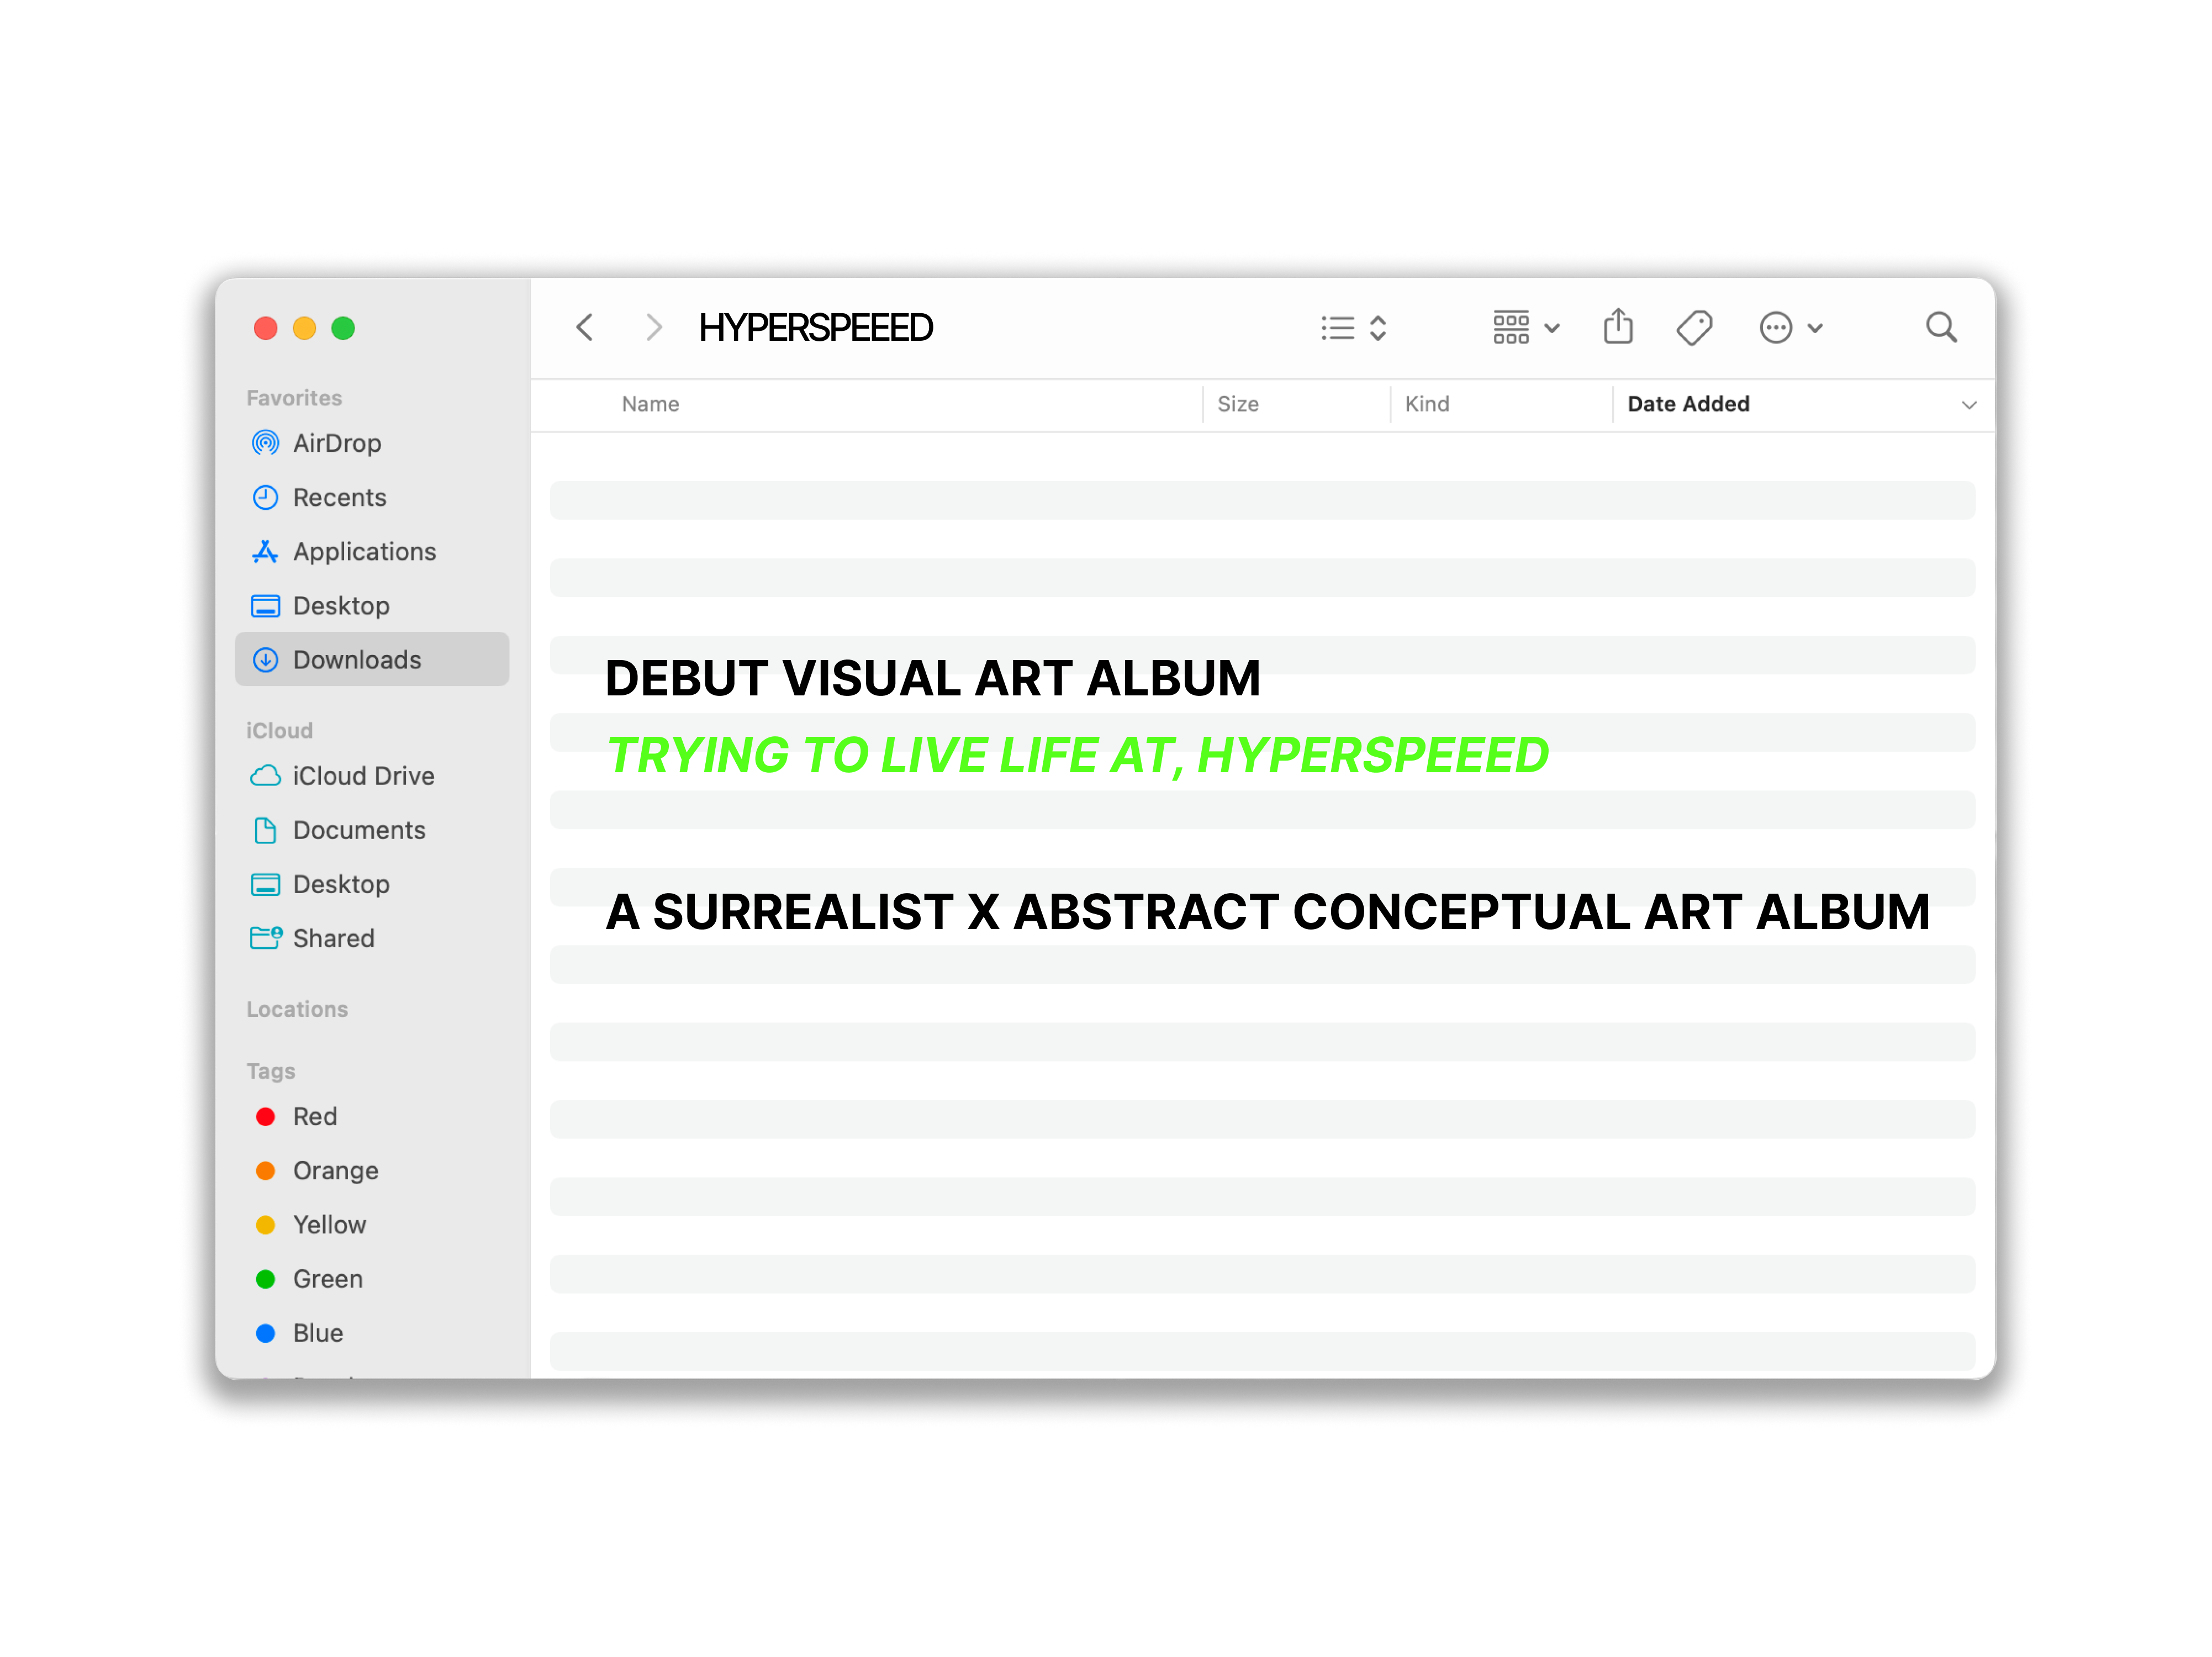 HYPERSPEEED
Favorites
AirDrop
Recents
Applications
Desktop
Downloads
iCloud
iCloud Drive
Documents
Desktop
Shared
Locations
Tags
Red
Orange
Yellow
Green
Blue
Name Size Kind Date Added
DEBUT VISUAL ART ALBUM
TRYING TO LIVE LIFE AT, HYPERSPEEED
A SURREALIST X ABSTRACT CONCEPTUAL ART ALBUM